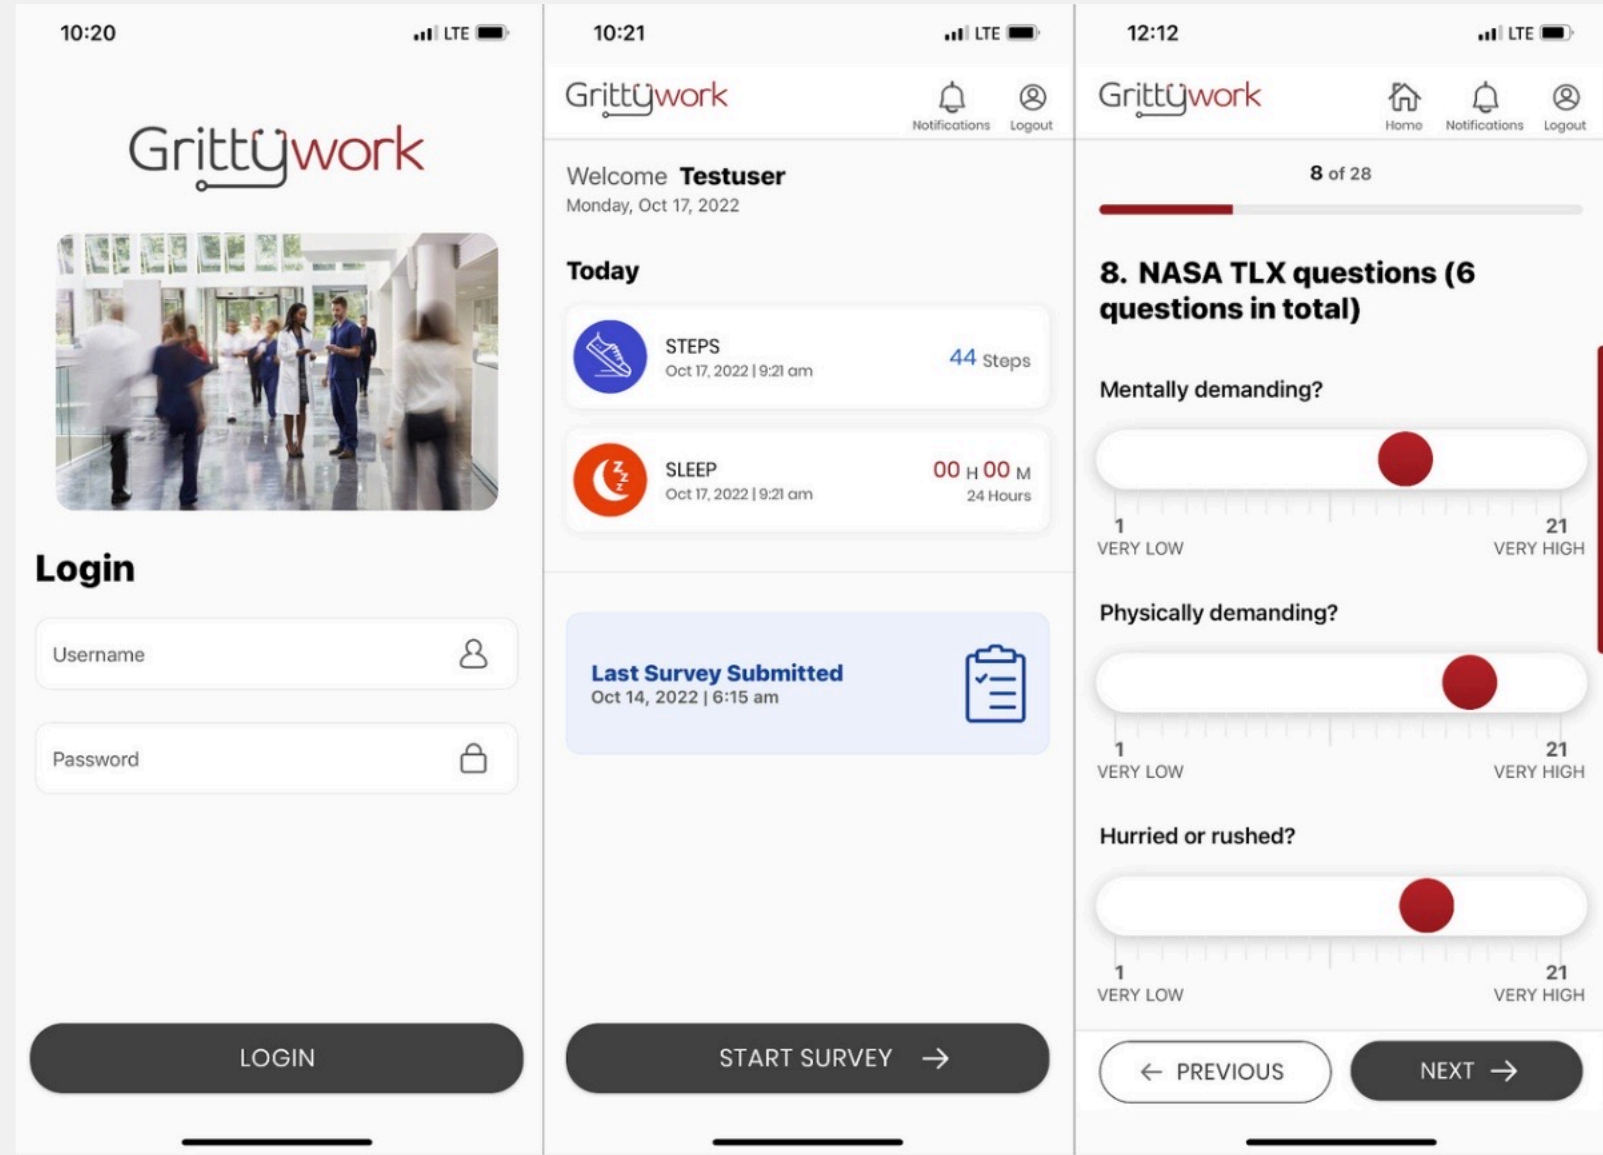 10:20
LTE
Grittywork
Login
Username
Password
LOGIN
10:21
LTE
Grittywork
Notifications
Logout
Welcome Testuser
Monday, Oct 17, 2022
Today
STEPS
Oct 17, 2022 | 9:21 am
44 Steps
SLEEP
Oct 17, 2022 | 9:21 am
00 H 00 M
24 Hours
z
z
z
Last Survey Submitted
Oct 14, 2022 | 6:15 am
START SURVEY →
12:12
LTE
Grittywork
Home
Notifications
Logout
8 of 28
8. NASA TLX questions (6
questions in total)
Mentally demanding?
1
21
VERY LOW
VERY HIGH
Physically demanding?
1
21
VERY LOW
VERY HIGH
Hurried or rushed?
1
21
VERY LOW
VERY HIGH
← PREVIOUS
NEXT →